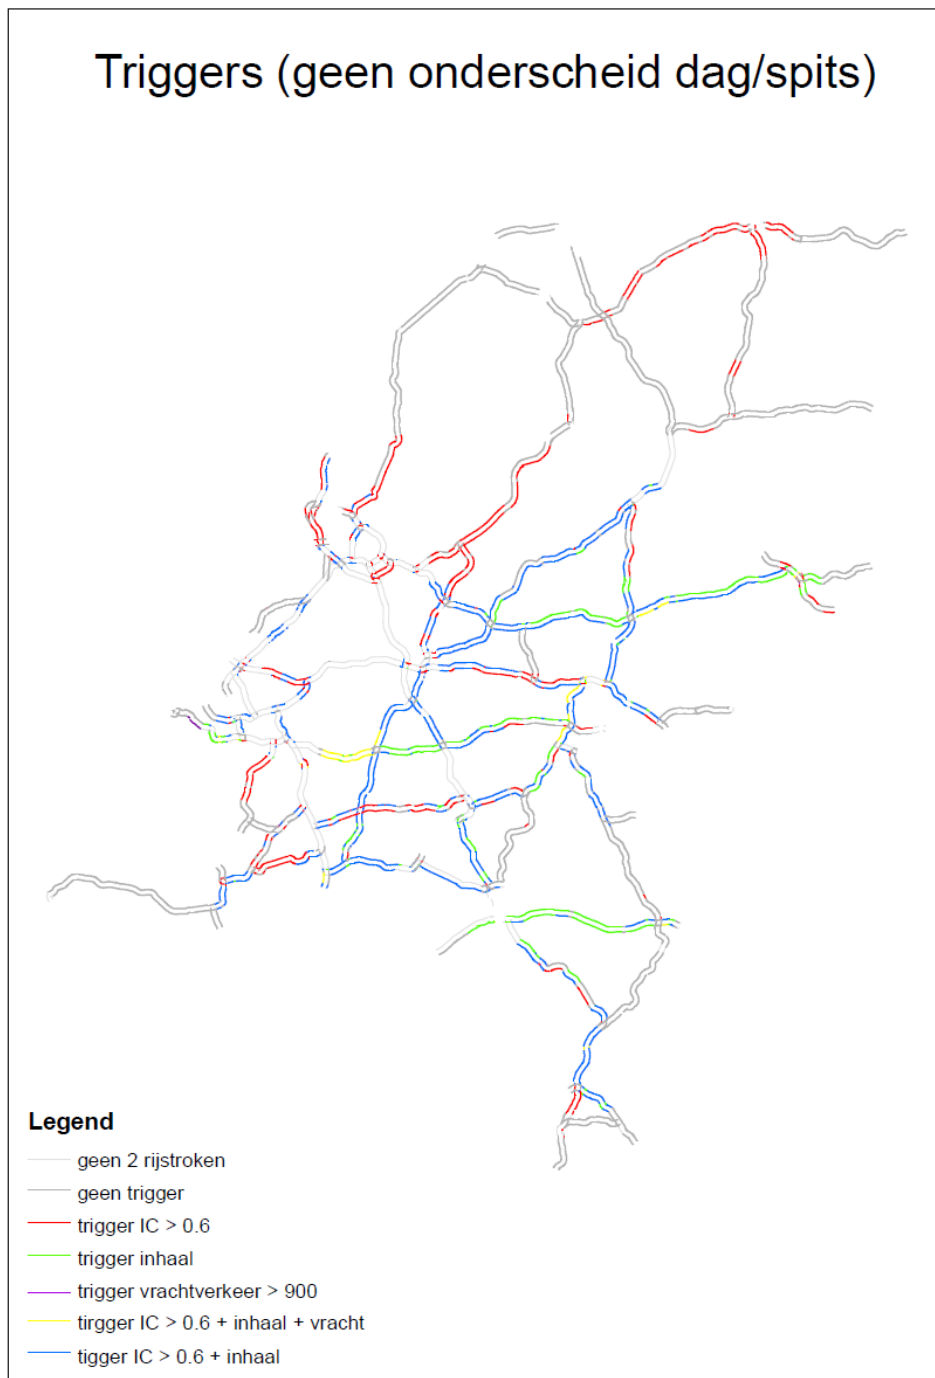 Triggers (geen onderscheid dag/spits)
Legend
geen 2 rijstroken
geen trigger
trigger IC > 0.6
trigger inhaal
trigger vrachtverkeer > 900
tirgger IC > 0.6 + inhaal + vracht
tigger IC > 0.6 + inhaal